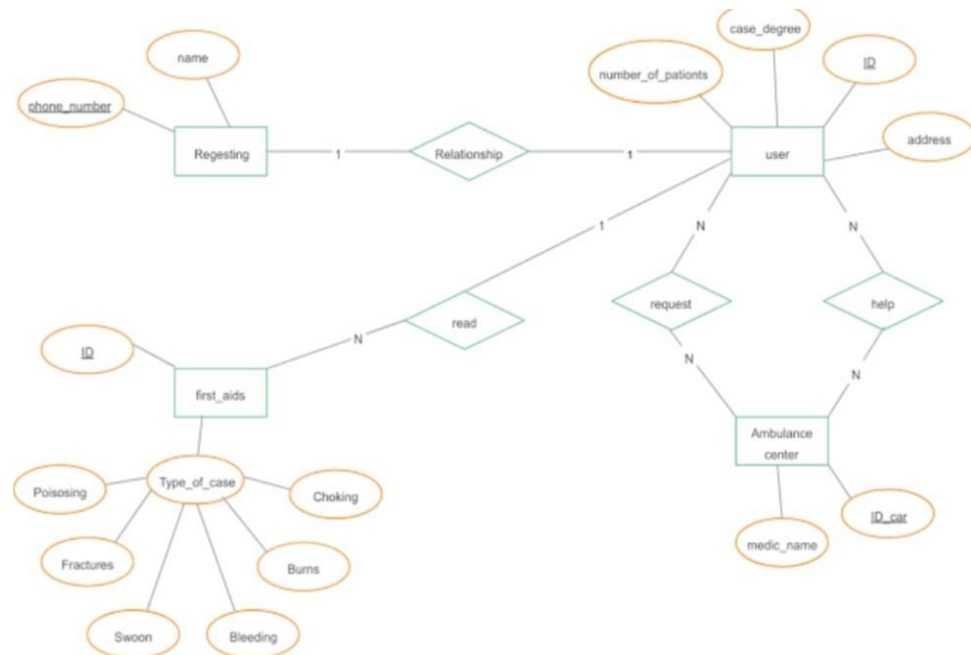 case_degree
name
number_of_pationts
ID
phone_number
address
Regesting
1
Relationship
1
user
1
N
N
request
help
read
N
ID
N
N
first_aids
Ambulance
center
Type_of_case
Poisosing
Choking
ID_car
medic_name
Fractures
Burns
Swoon
Bleeding